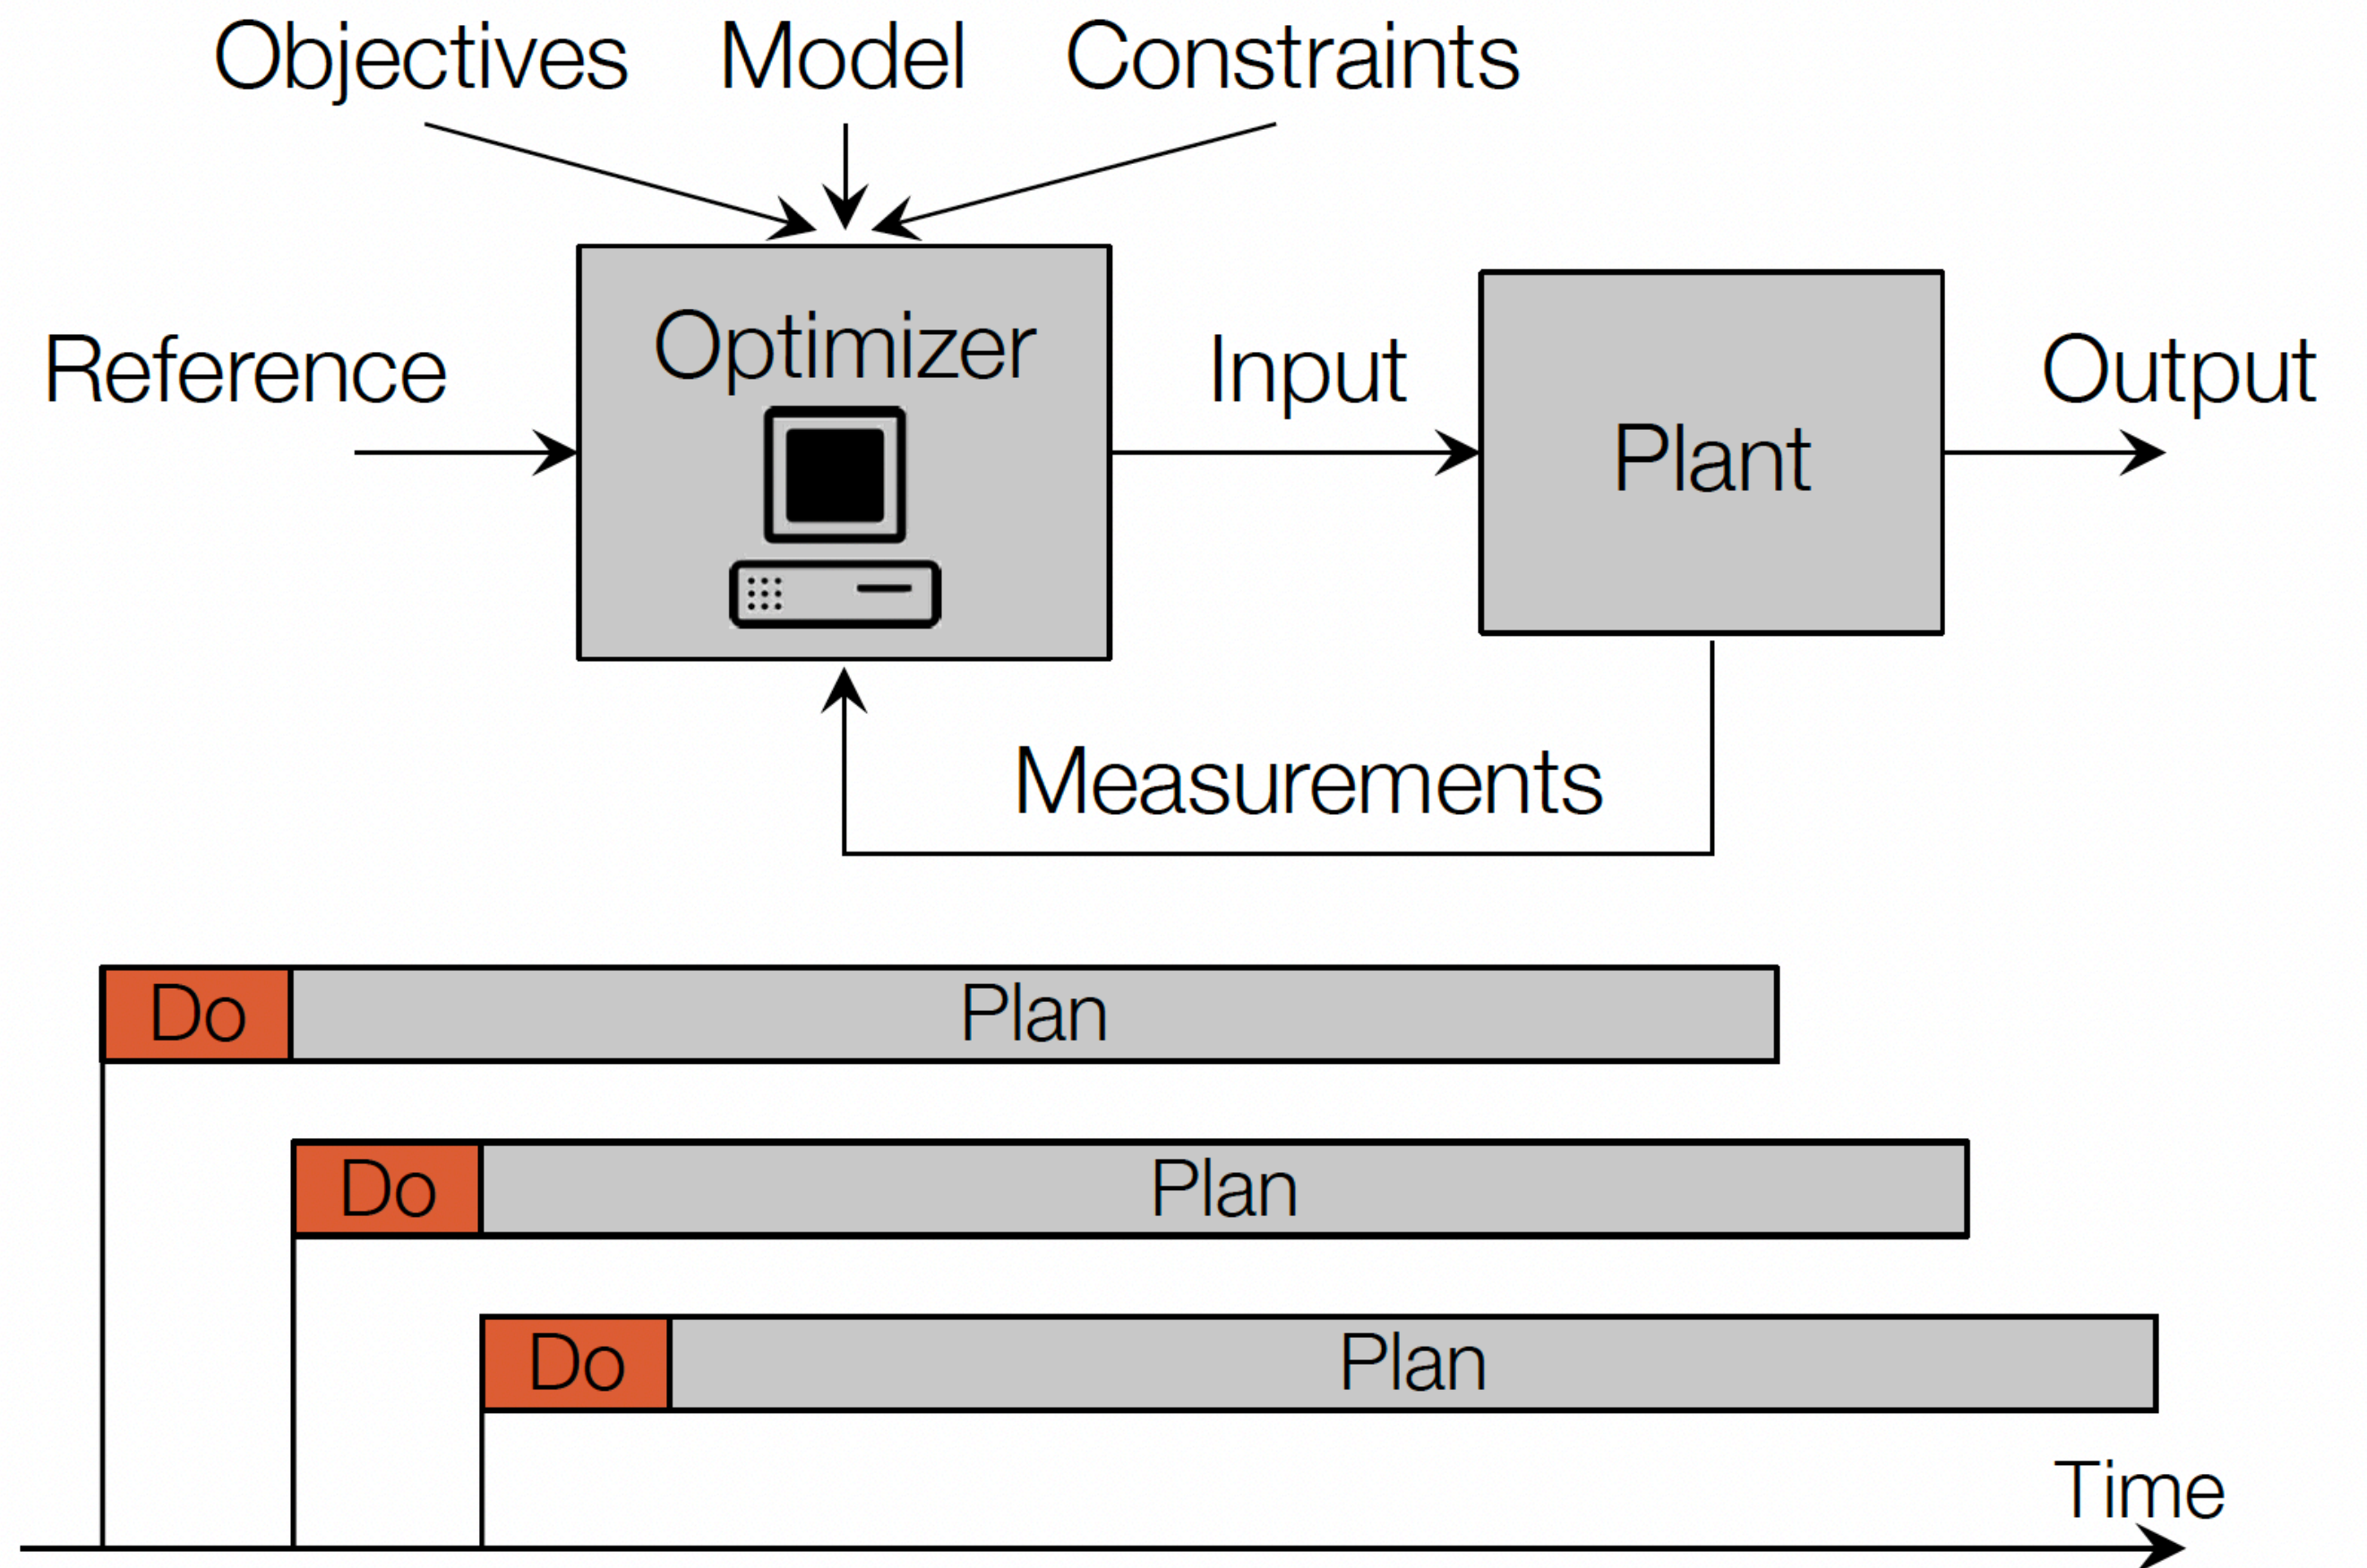 Objectives Model Constraints
Optimizer
Reference Input Output
Plant
Measurements
Do Plan
Do Plan
Do Plan
Time